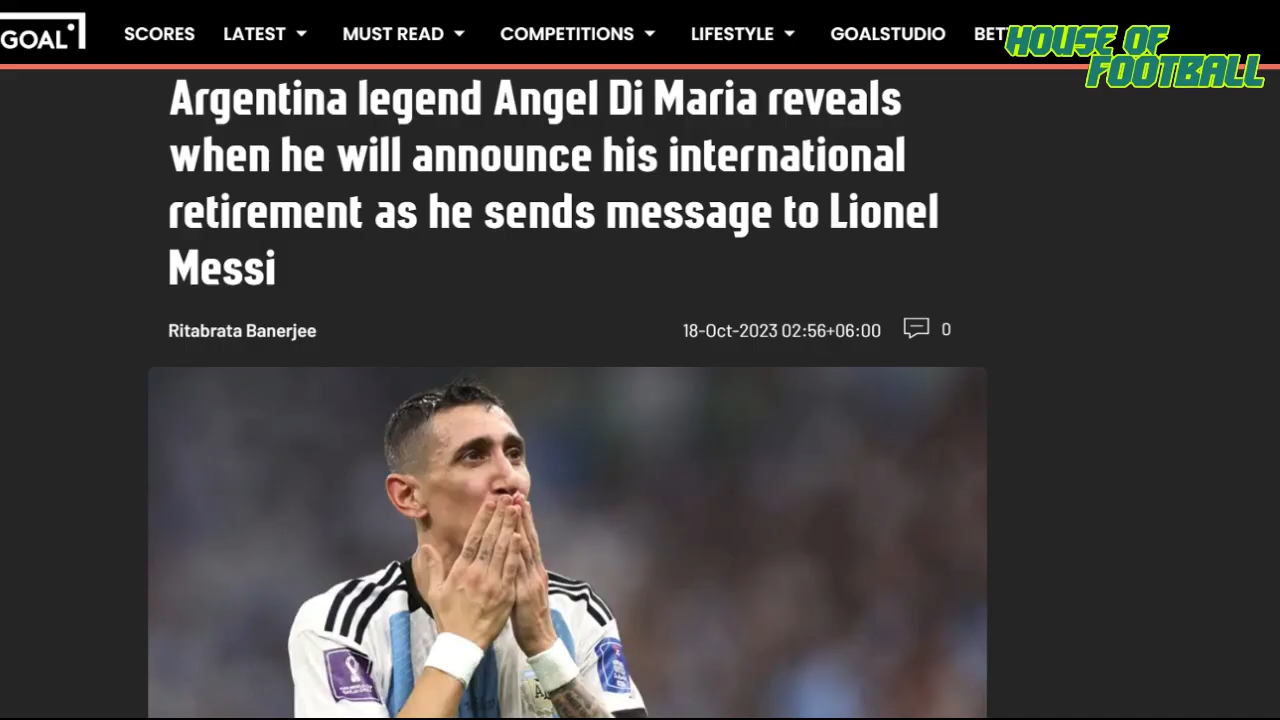 GOAL
SCORES LATEST MUST READ COMPETITIONS LIFESTYLE GOALSTUDIO BET
HOUSE OF
FOOTBALL
Argentina legend Angel Di Maria reveals
when he will announce his international
retirement as he sends message to Lionel
Messi
Ritabrata Banerjee 18-Oct-2023 02:56+06:00 0